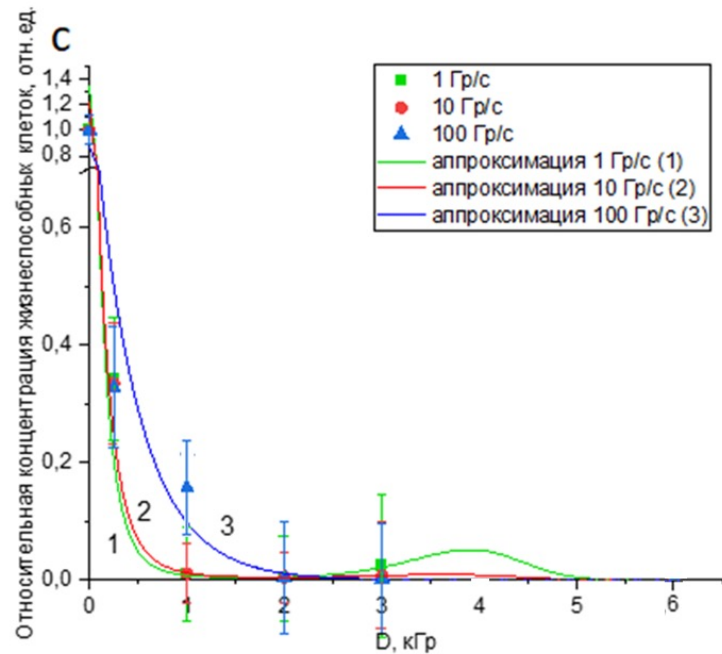 C
Относительная концентрация жизнеспособных клеток, отн.ед.
1,4
1,2
1,0
0,8
0,6
0,4
0,2
0,0
1 Гр/с
10 Гр/с
100 Гр/с
аппроксимация 1 Гр/с (1)
аппроксимация 10 Гр/с (2)
аппроксимация 100 Гр/с (3)
1
2
3
0 1 2 3 4 5 6
D, кГр